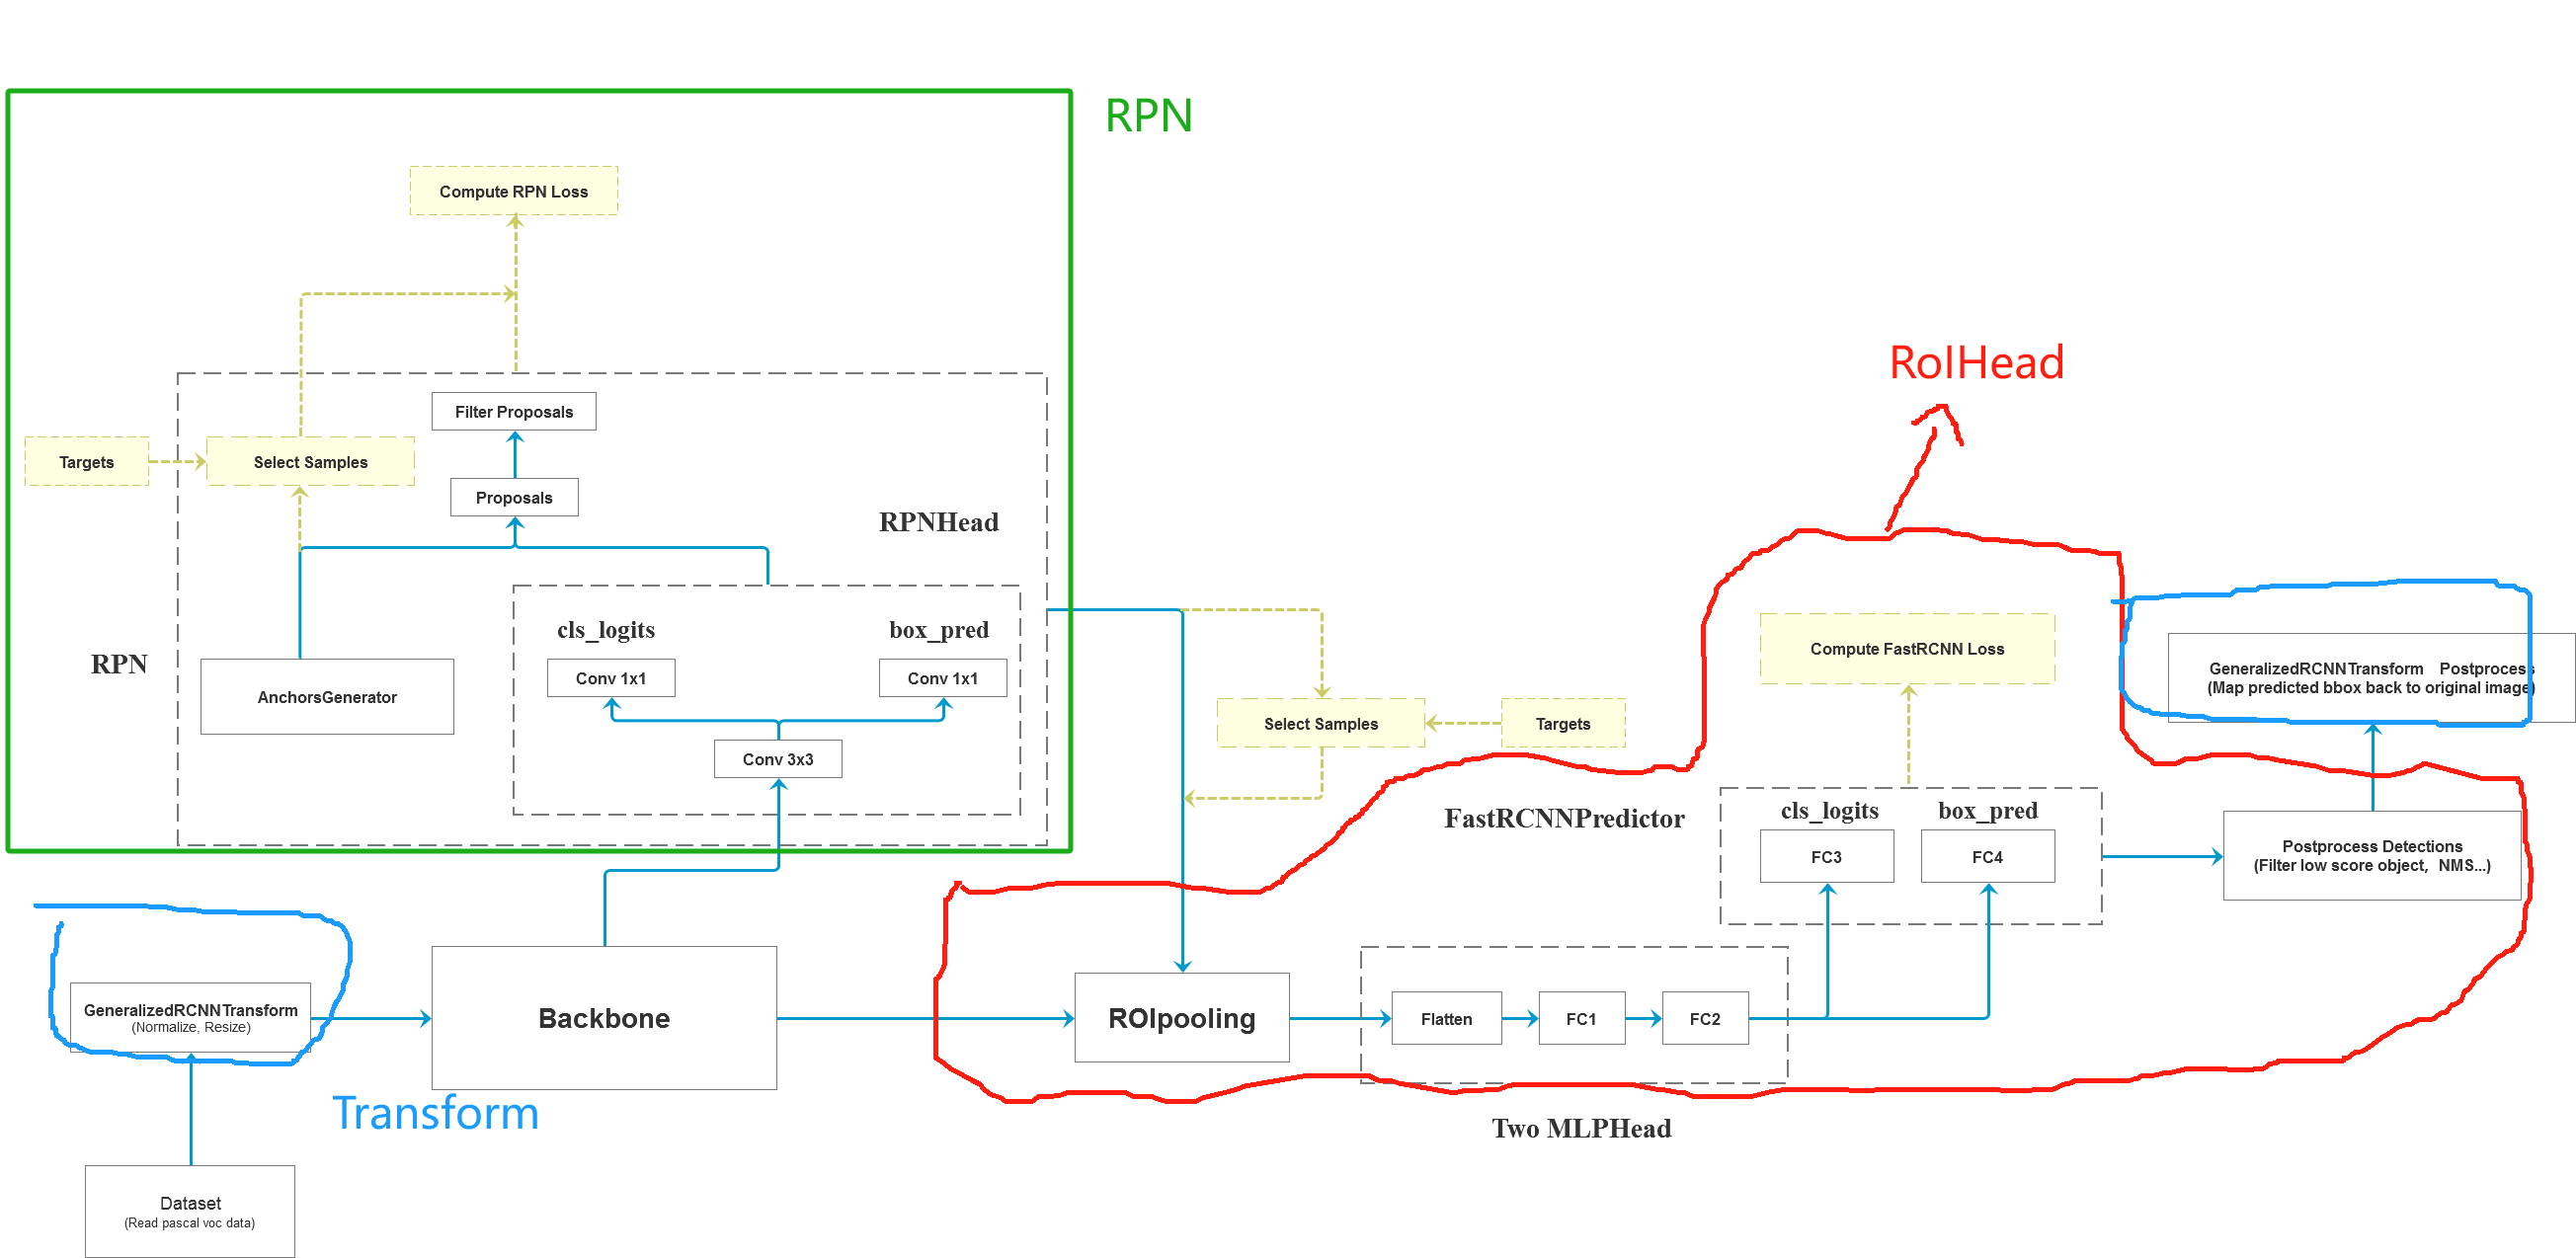 RPN
Compute RPN Loss
RoIHead
Filter Proposals
Targets
Select Samples
Proposals
RPNHead
cls_logits
box_pred
RPN
AnchorsGenerator
Conv 1x1
Conv 1x1
Conv 3x3
Select Samples
Targets
Compute FastRCNN Loss
GeneralizedRCNNTransform Postprocess
(Map predicted bbox back to original image)
FastRCNNPredictor
cls_logits
box_pred
FC3
FC4
Postprocess Detections
(Filter low score object, NMS...)
GeneralizedRCNNTransform
(Normalize, Resize)
Backbone
ROIpooling
Flatten
FC1
FC2
Transform
Two MLPHead
Dataset
(Read pascal voc data)